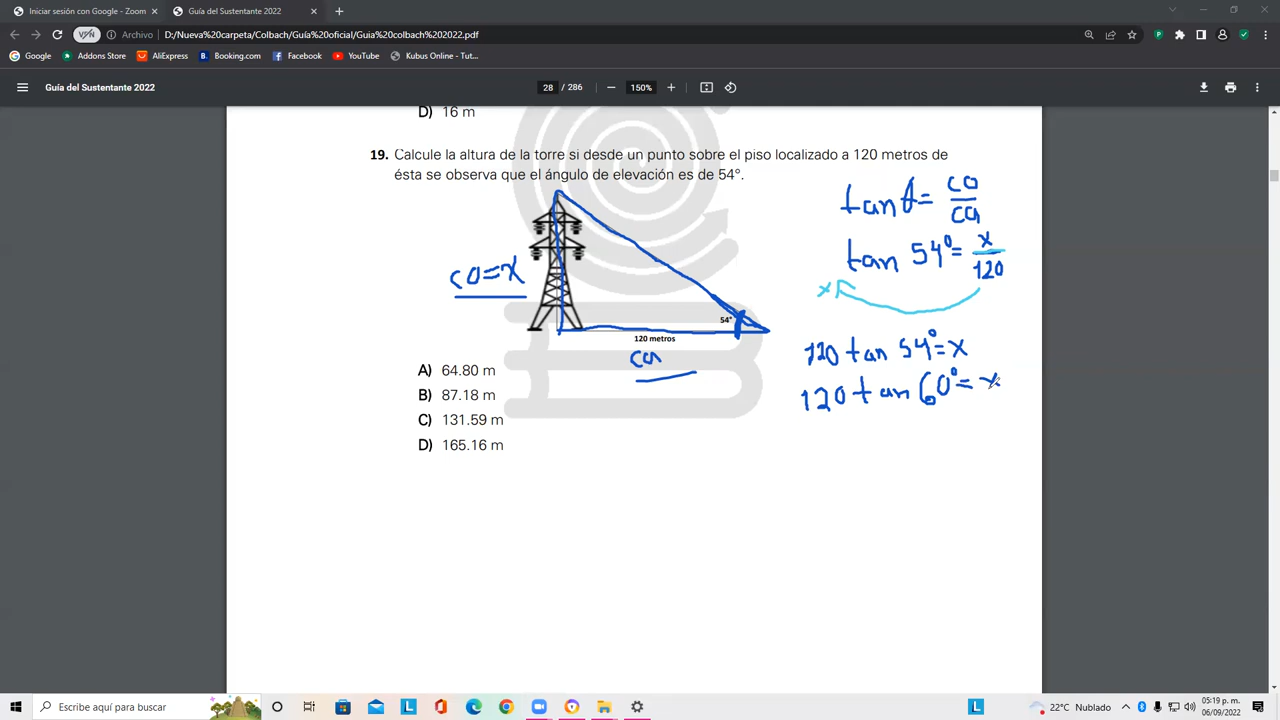 Iniciar sesión con Google - Zoom
Guía del Sustentante 2022
VPN
Archivo
D:/Nueva%20carpeta/Colbach/Guía%20oficial/Guia%20colbach%202022.pdf
Google
Addons Store
AliExpress
Booking.com
Facebook
YouTube
Kubus Online - Tut...
Guía del Sustentante 2022
28 / 286
150%
D) 16 m
19. Calcule la altura de la torre si desde un punto sobre el piso localizado a 120 metros de
ésta se observa que el ángulo de elevación es de 54°.
CO=X
54°
120 metros
CA
A) 64.80 m
B) 87.18 m
C) 131.59 m
D) 165.16 m
tan θ = CO/CA
tan 54° = x/120
x
120 tan 54° = x
120 tan 60° = x
Escribe aquí para buscar
22°C Nublado
05:19 p. m.
06/09/2022